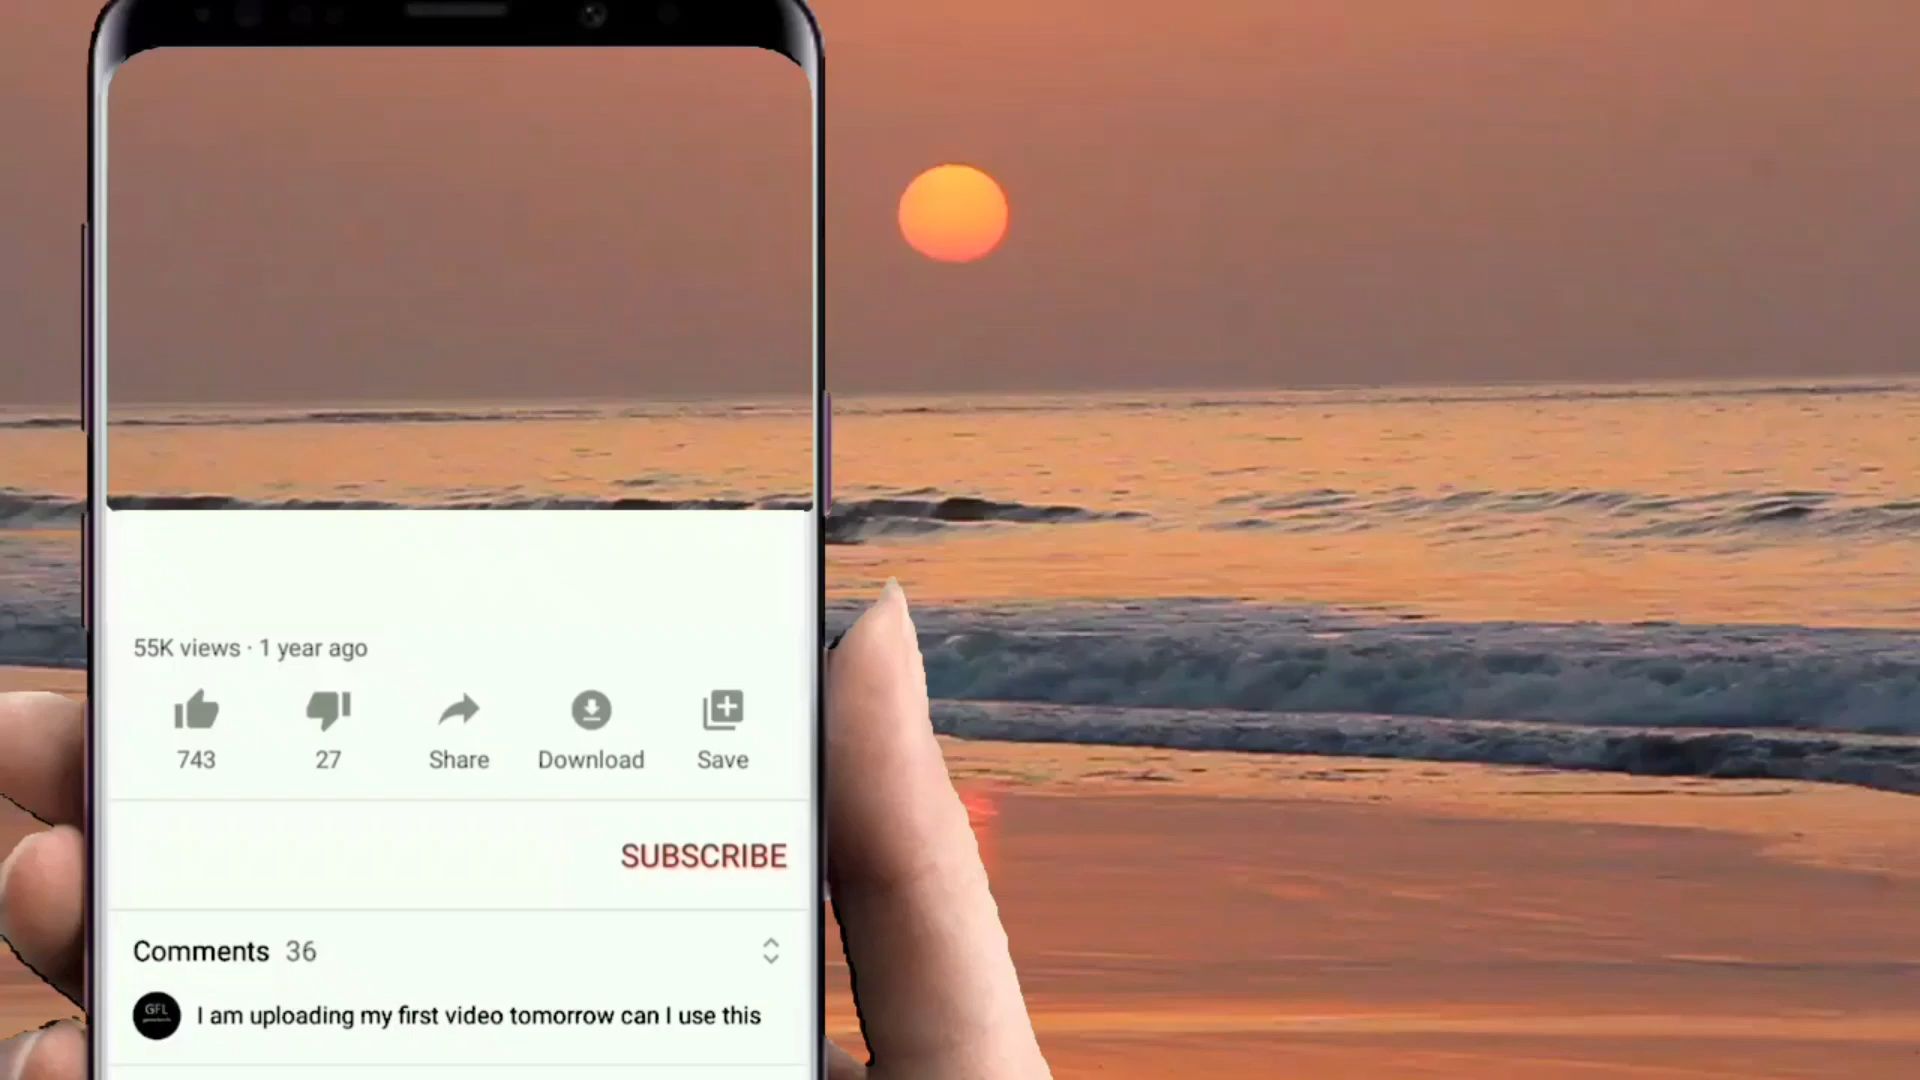 55K views · 1 year ago
743
27
Share
Download
Save
SUBSCRIBE
Comments 36
GFL
I am uploading my first video tomorrow can I use this